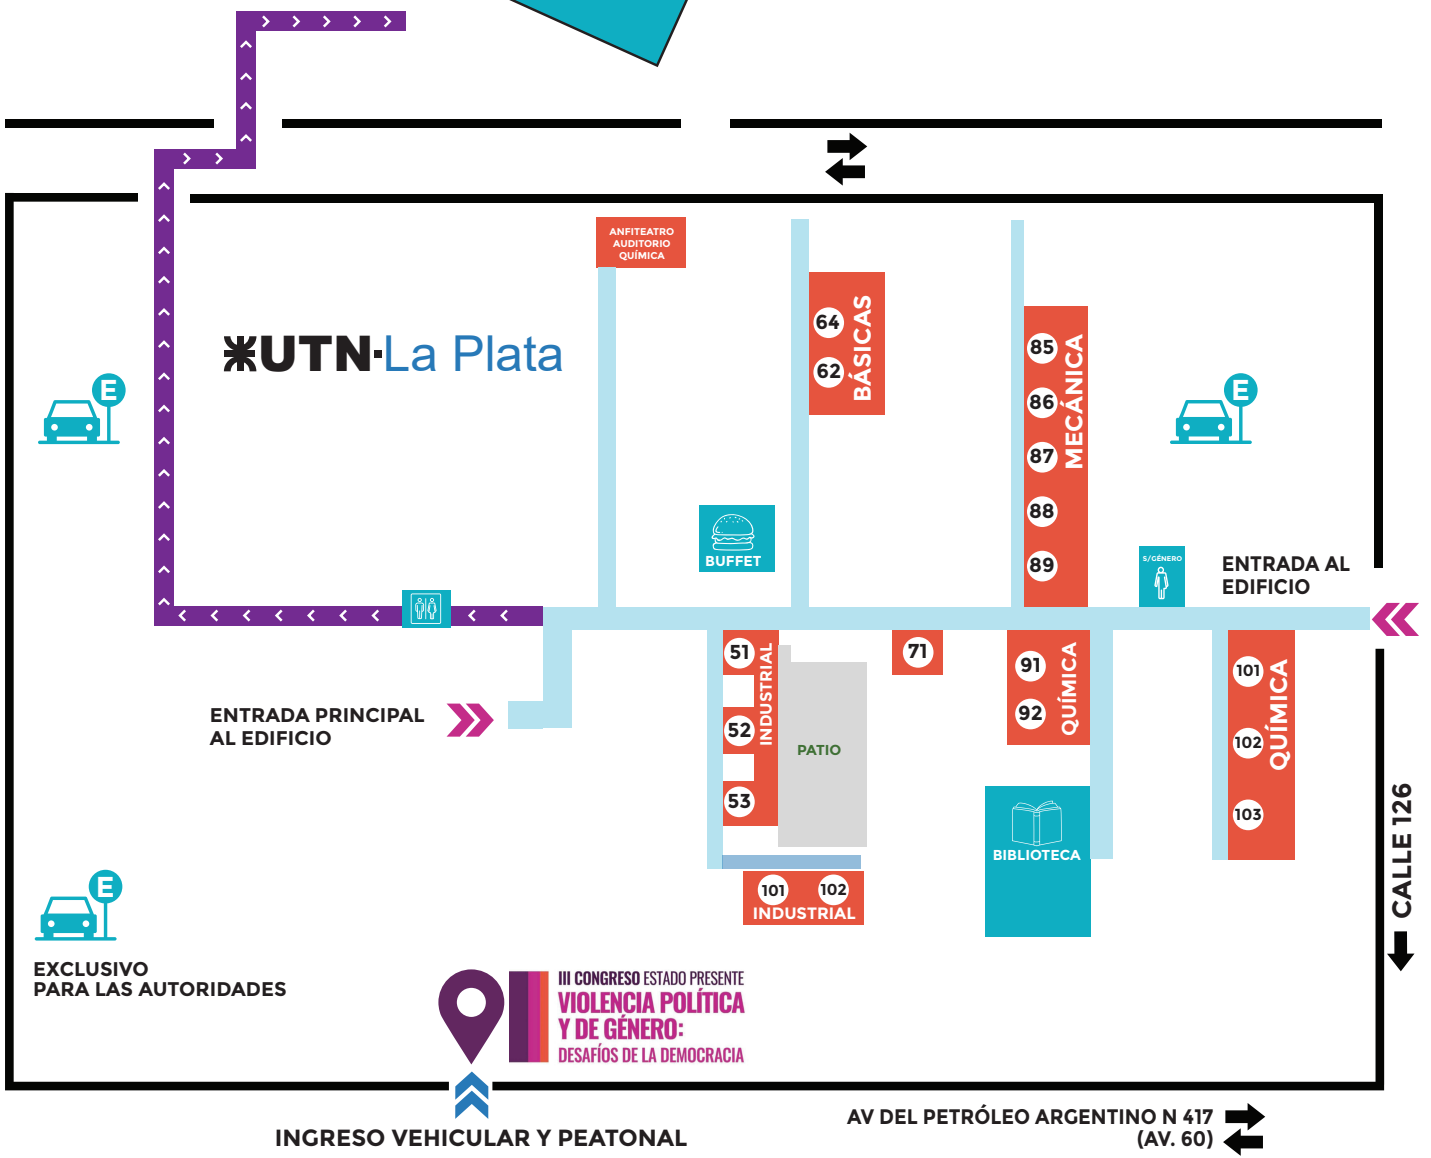 ANFITEATRO
AUDITORIO
QUÍMICA
UTN·La Plata
64
62
BÁSICAS
85
86
87
88
89
MECÁNICA
E
E
BUFFET
S/GÉNERO
ENTRADA AL
EDIFICIO
51
52
53
INDUSTRIAL
71
91
92
QUÍMICA
101
102
103
QUÍMICA
ENTRADA PRINCIPAL
AL EDIFICIO
PATIO
BIBLIOTECA
101
102
INDUSTRIAL
CALLE 126
E
EXCLUSIVO
PARA LAS AUTORIDADES
III CONGRESO ESTADO PRESENTE
VIOLENCIA POLÍTICA
Y DE GÉNERO:
DESAFÍOS DE LA DEMOCRACIA
INGRESO VEHICULAR Y PEATONAL
AV DEL PETRÓLEO ARGENTINO N 417
(AV. 60)